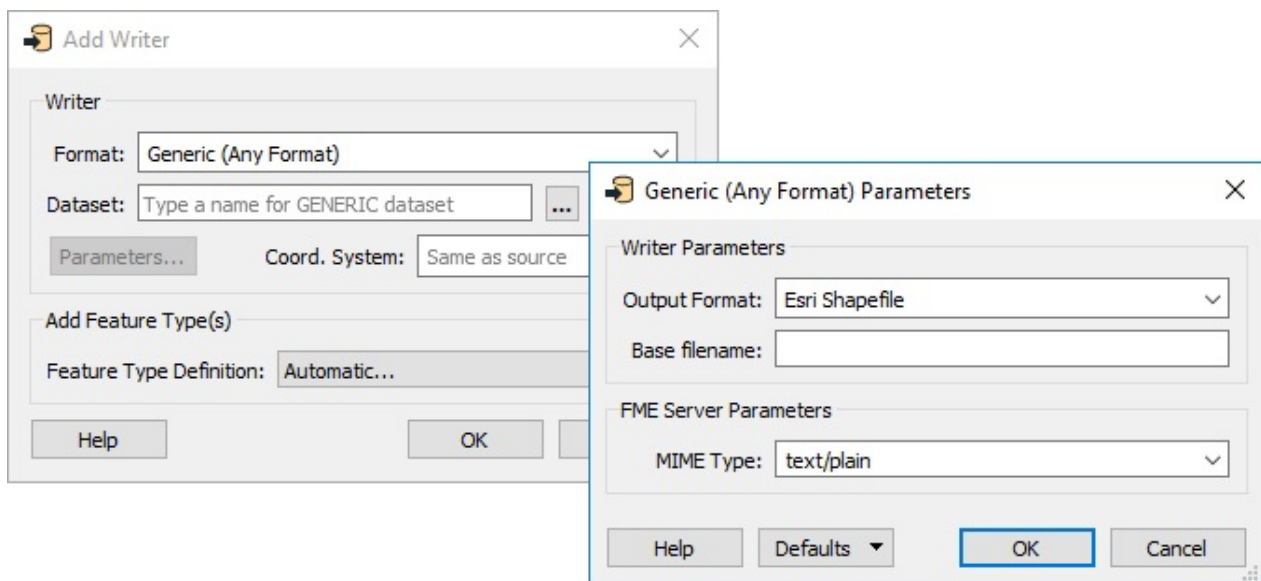 Add Writer
Writer
Format: Generic (Any Format)
Dataset: Type a name for GENERIC dataset ...
Parameters... Coord. System: Same as source
Add Feature Type(s)
Feature Type Definition: Automatic...
Help OK
Generic (Any Format) Parameters
Writer Parameters
Output Format: Esri Shapefile
Base filename:
FME Server Parameters
MIME Type: text/plain
Help Defaults OK Cancel